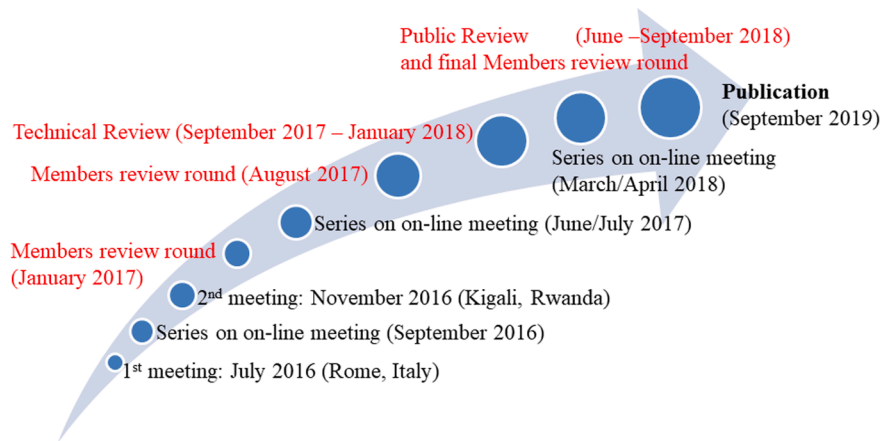 Public Review (June –September 2018)
and final Members review round
Publication
(September 2019)
Technical Review (September 2017 – January 2018)
Series on on-line meeting
(March/April 2018)
Members review round (August 2017)
Series on on-line meeting (June/July 2017)
Members review round
(January 2017)
2nd meeting: November 2016 (Kigali, Rwanda)
Series on on-line meeting (September 2016)
1st meeting: July 2016 (Rome, Italy)